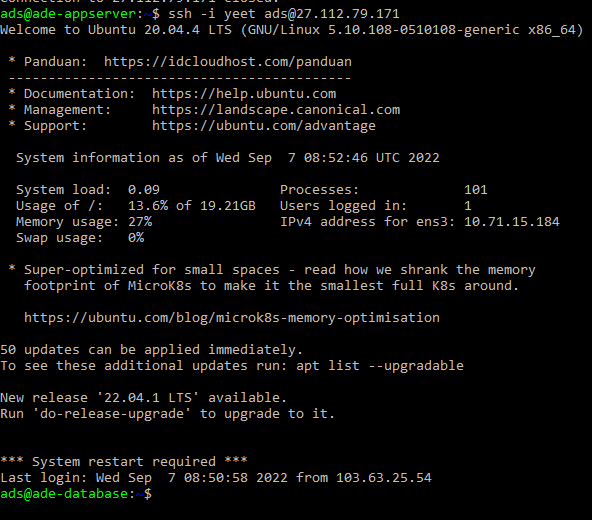 Connection to 27.112.79.171 closed.
ads@ade-appserver:~$ ssh -i yeet ads@27.112.79.171
Welcome to Ubuntu 20.04.4 LTS (GNU/Linux 5.10.108-0510108-generic x86_64)
* Panduan:  https://idcloudhost.com/panduan
-------------------------------------------
* Documentation:  https://help.ubuntu.com
* Management:     https://landscape.canonical.com
* Support:        https://ubuntu.com/advantage
System information as of Wed Sep  7 08:52:46 UTC 2022
System load:  0.09                Processes:             101
Usage of /:   13.6% of 19.21GB   Users logged in:       1
Memory usage: 27%                IPv4 address for ens3: 10.71.15.184
Swap usage:   0%
* Super-optimized for small spaces - read how we shrank the memory
footprint of MicroK8s to make it the smallest full K8s around.
https://ubuntu.com/blog/microk8s-memory-optimisation
50 updates can be applied immediately.
To see these additional updates run: apt list --upgradable
New release '22.04.1 LTS' available.
Run 'do-release-upgrade' to upgrade to it.
*** System restart required ***
Last login: Wed Sep  7 08:50:58 2022 from 103.63.25.54
ads@ade-database:~$